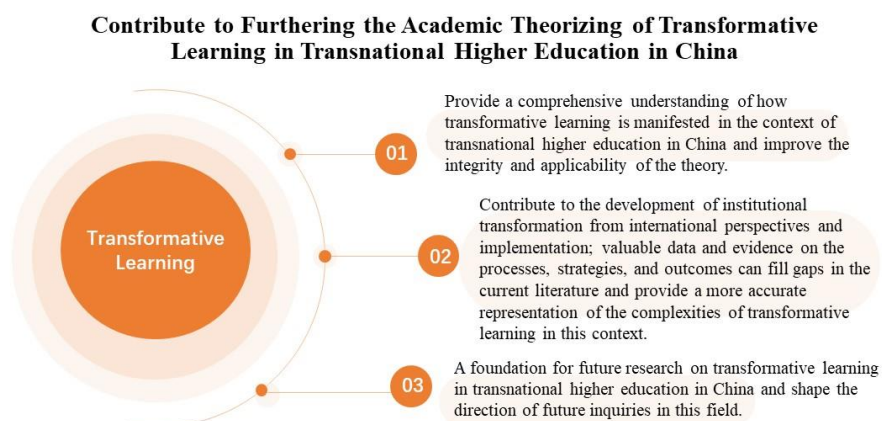 Contribute to Furthering the Academic Theorizing of Transformative
Learning in Transnational Higher Education in China
Transformative
Learning
01
Provide a comprehensive understanding of how
transformative learning is manifested in the context of
transnational higher education in China and improve the
integrity and applicability of the theory.
02
Contribute to the development of institutional
transformation from international perspectives and
implementation; valuable data and evidence on the
processes, strategies, and outcomes can fill gaps in the
current literature and provide a more accurate
representation of the complexities of transformative
learning in this context.
03
A foundation for future research on transformative learning
in transnational higher education in China and shape the
direction of future inquiries in this field.